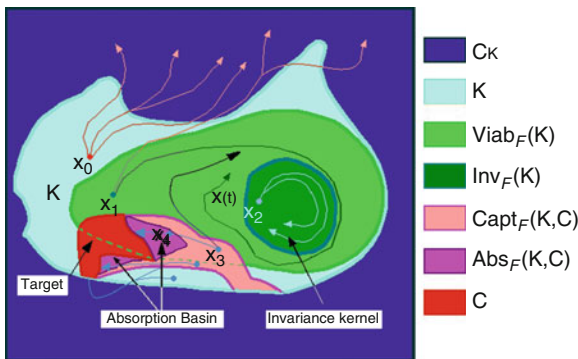 x0
K
x1
x(t)
x2
x4
x3
Target
Absorption Basin
Invariance kernel
CK
K
ViabF(K)
InvF(K)
CaptF(K,C)
AbsF(K,C)
C